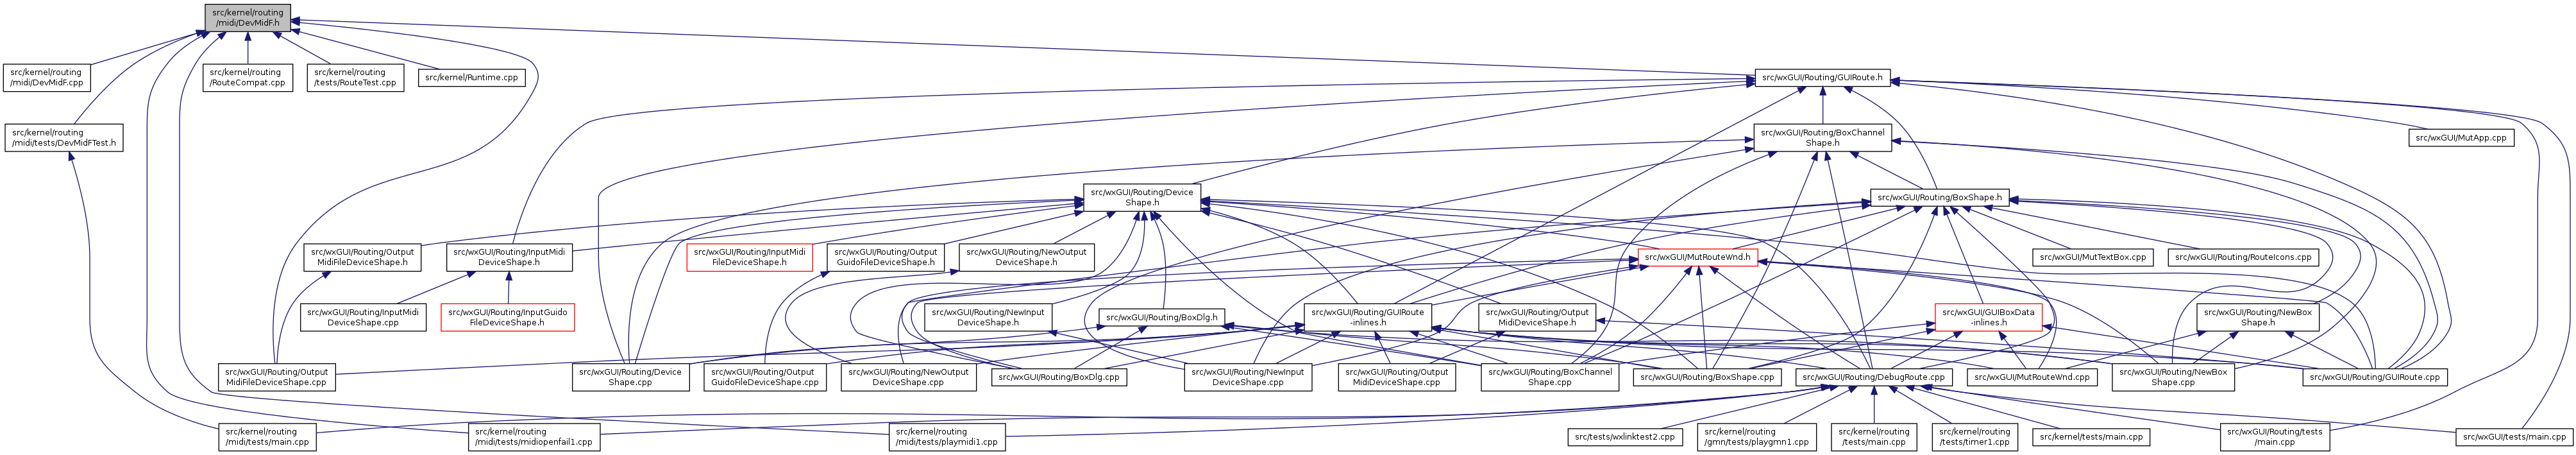 src/kernel/routing
/midi/DevMidF.h
src/kernel/routing
/midi/DevMidF.cpp
src/kernel/routing
/RouteCompat.cpp
src/kernel/routing
/tests/RouteTest.cpp
src/kernel/Runtime.cpp
src/wxGUI/Routing/GUIRoute.h
src/kernel/routing
/midi/tests/DevMidFTest.h
src/wxGUI/Routing/BoxChannel
Shape.h
src/wxGUI/MutApp.cpp
src/wxGUI/Routing/Device
Shape.h
src/wxGUI/Routing/BoxShape.h
src/wxGUI/Routing/Output
MidiFileDeviceShape.h
src/wxGUI/Routing/InputMidi
DeviceShape.h
src/wxGUI/Routing/InputMidi
FileDeviceShape.h
src/wxGUI/Routing/Output
GuidoFileDeviceShape.h
src/wxGUI/Routing/NewOutput
DeviceShape.h
src/wxGUI/MutRouteWnd.h
src/wxGUI/MutTextBox.cpp
src/wxGUI/Routing/RouteIcons.cpp
src/wxGUI/Routing/InputMidi
DeviceShape.cpp
src/wxGUI/Routing/InputGuido
FileDeviceShape.h
src/wxGUI/Routing/NewInput
DeviceShape.h
src/wxGUI/Routing/BoxDlg.h
src/wxGUI/Routing/GUIRoute
-inlines.h
src/wxGUI/Routing/Output
MidiDeviceShape.h
src/wxGUI/GUIBoxData
-inlines.h
src/wxGUI/Routing/NewBox
Shape.h
src/wxGUI/Routing/Output
MidiFileDeviceShape.cpp
src/wxGUI/Routing/Device
Shape.cpp
src/wxGUI/Routing/Output
GuidoFileDeviceShape.cpp
src/wxGUI/Routing/NewOutput
DeviceShape.cpp
src/wxGUI/Routing/BoxDlg.cpp
src/wxGUI/Routing/NewInput
DeviceShape.cpp
src/wxGUI/Routing/Output
MidiDeviceShape.cpp
src/wxGUI/Routing/BoxChannel
Shape.cpp
src/wxGUI/Routing/BoxShape.cpp
src/wxGUI/Routing/DebugRoute.cpp
src/wxGUI/MutRouteWnd.cpp
src/wxGUI/Routing/NewBox
Shape.cpp
src/wxGUI/Routing/GUIRoute.cpp
src/kernel/routing
/midi/tests/main.cpp
src/kernel/routing
/midi/tests/midiopenfail1.cpp
src/kernel/routing
/midi/tests/playmidi1.cpp
src/tests/wxlinktest2.cpp
src/kernel/routing
/gmn/tests/playgmn1.cpp
src/kernel/routing
/tests/main.cpp
src/kernel/routing
/tests/timer1.cpp
src/kernel/tests/main.cpp
src/wxGUI/Routing/tests
/main.cpp
src/wxGUI/tests/main.cpp